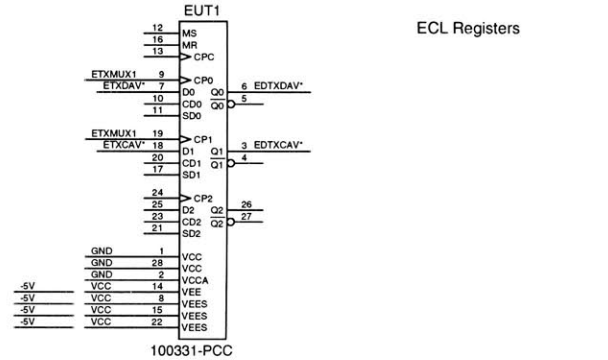 EUT1
ECL Registers
12 MS
16 MR
13 CPC
ETXMUX1 9 CP0
ETXDAV* 7 D0 Q0 6 EDTXDAV*
10 CD0 Q0 5
11 SD0
ETXMUX1 19 CP1
ETXCAV* 18 D1 Q1 3 EDTXCAV*
20 CD1 Q1 4
17 SD1
24 CP2
25 D2 Q2 26
23 CD2 Q2 27
21 SD2
GND 1 VCC
GND 28 VCC
GND 2 VCCA
-5V VCC 14 VEE
-5V VCC 8 VEES
-5V VCC 15 VEES
-5V VCC 22 VEES
100331-PCC